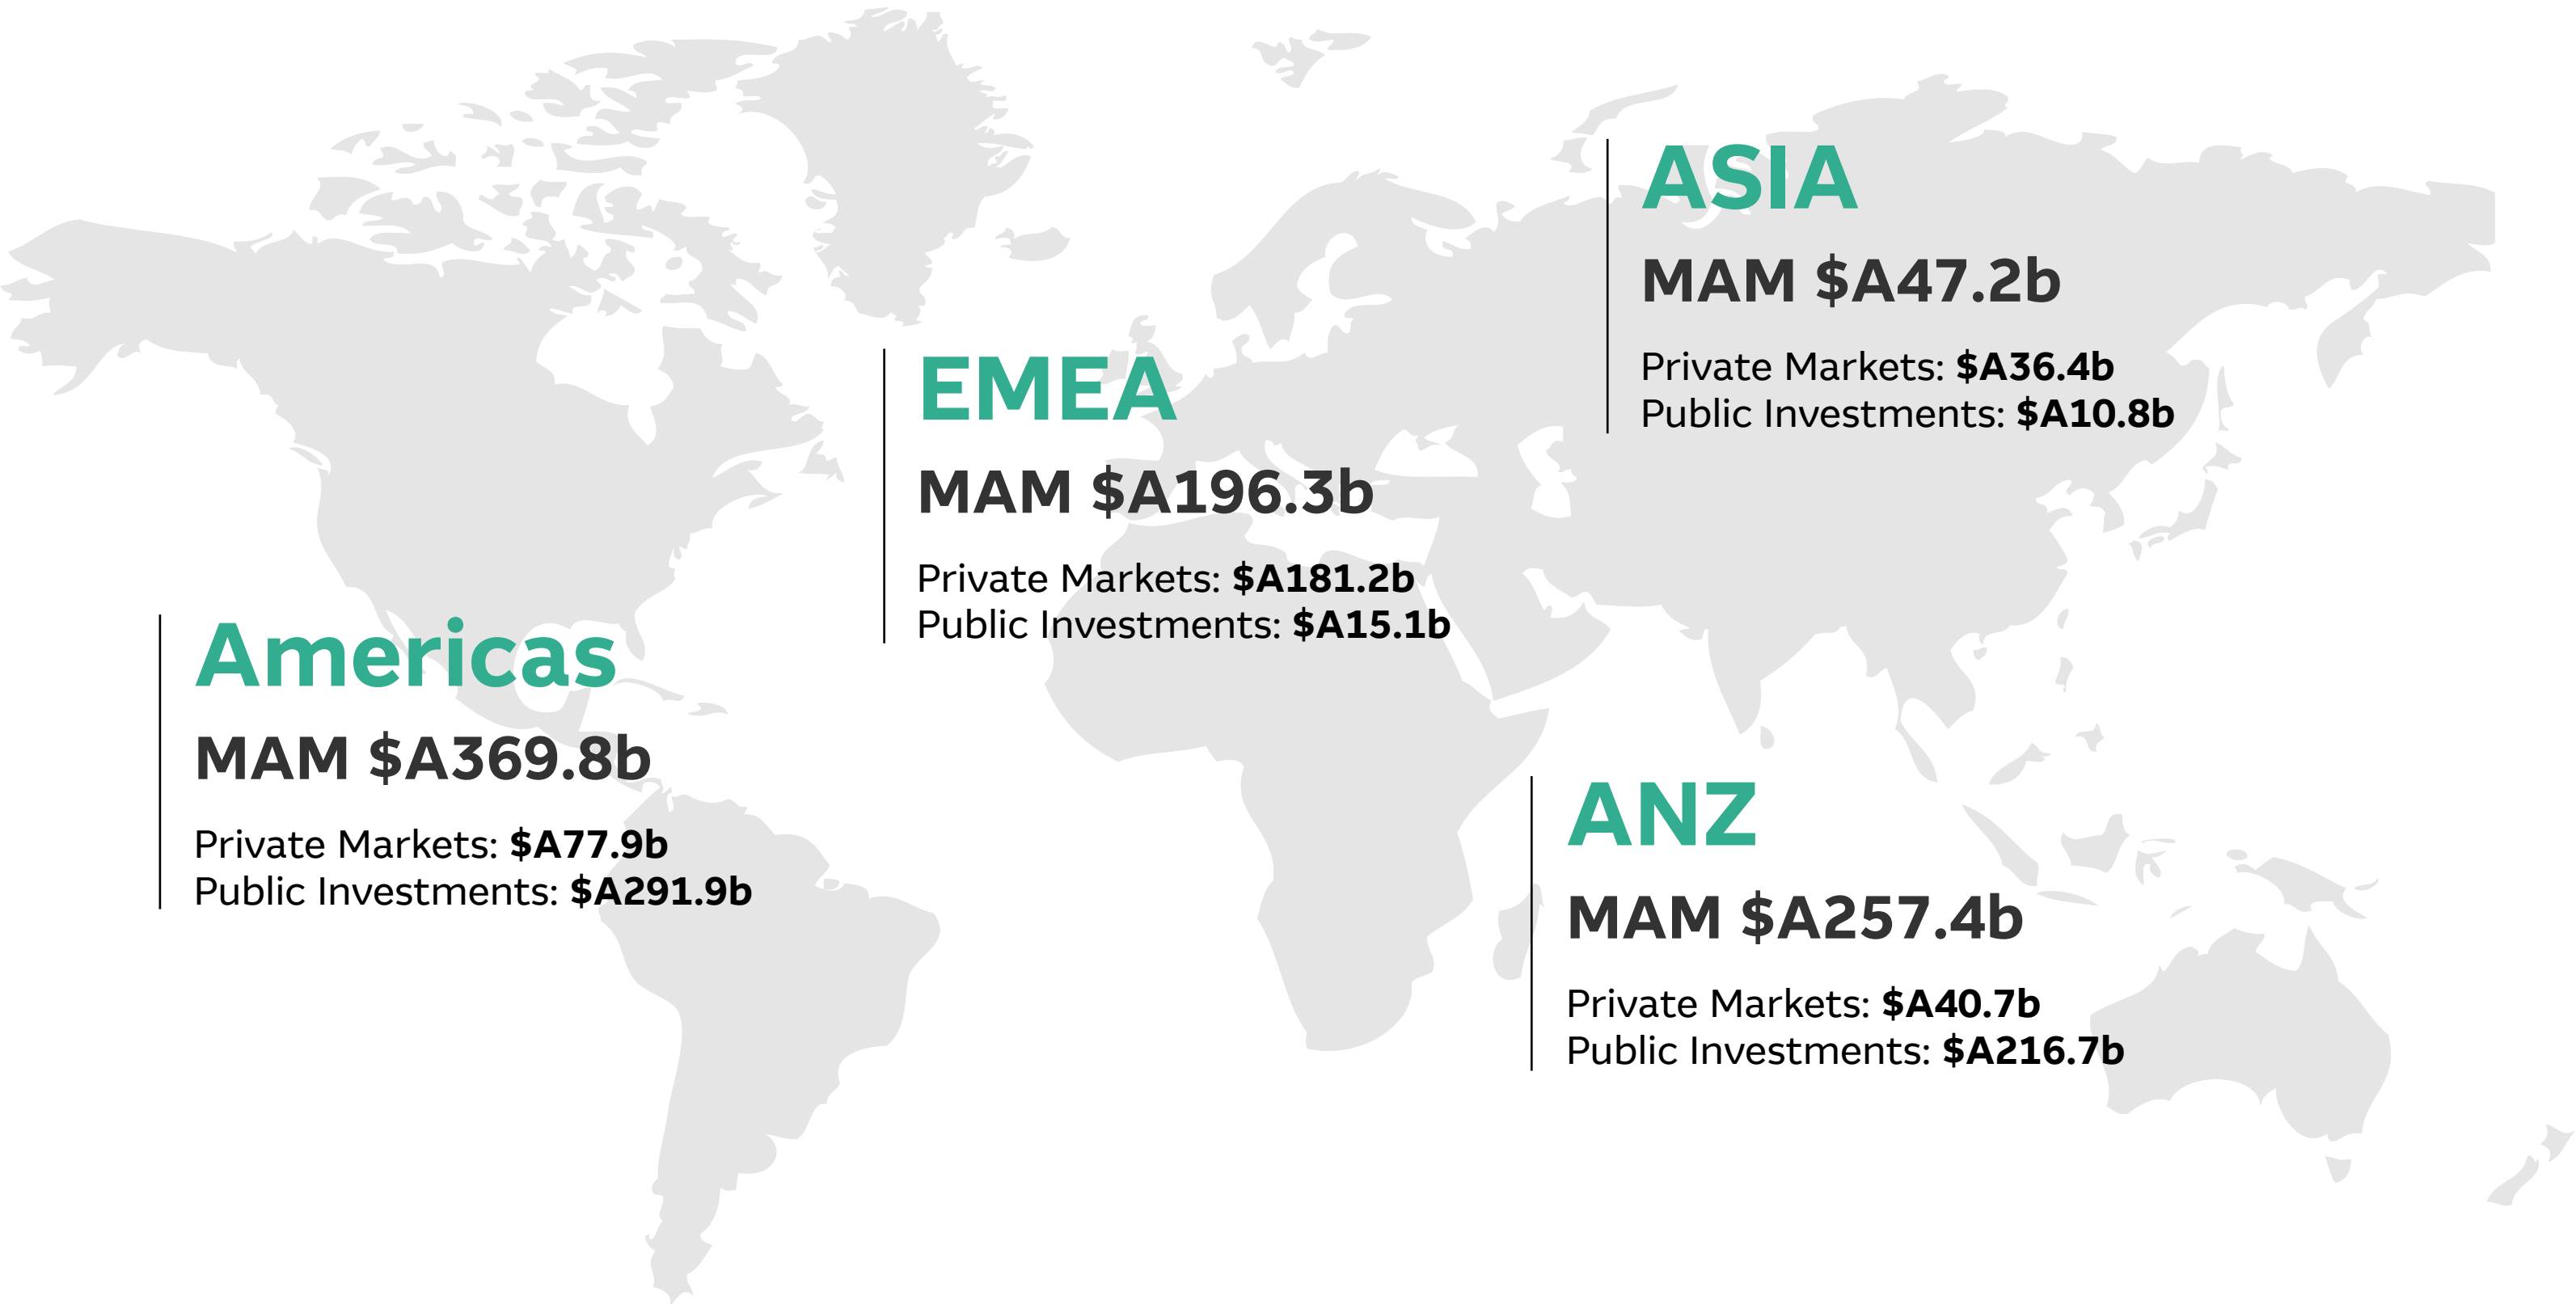 ASIA
MAM $A47.2b
Private Markets: $A36.4b
Public Investments: $A10.8b
EMEA
MAM $A196.3b
Private Markets: $A181.2b
Public Investments: $A15.1b
Americas
MAM $A369.8b
Private Markets: $A77.9b
Public Investments: $A291.9b
ANZ
MAM $A257.4b
Private Markets: $A40.7b
Public Investments: $A216.7b